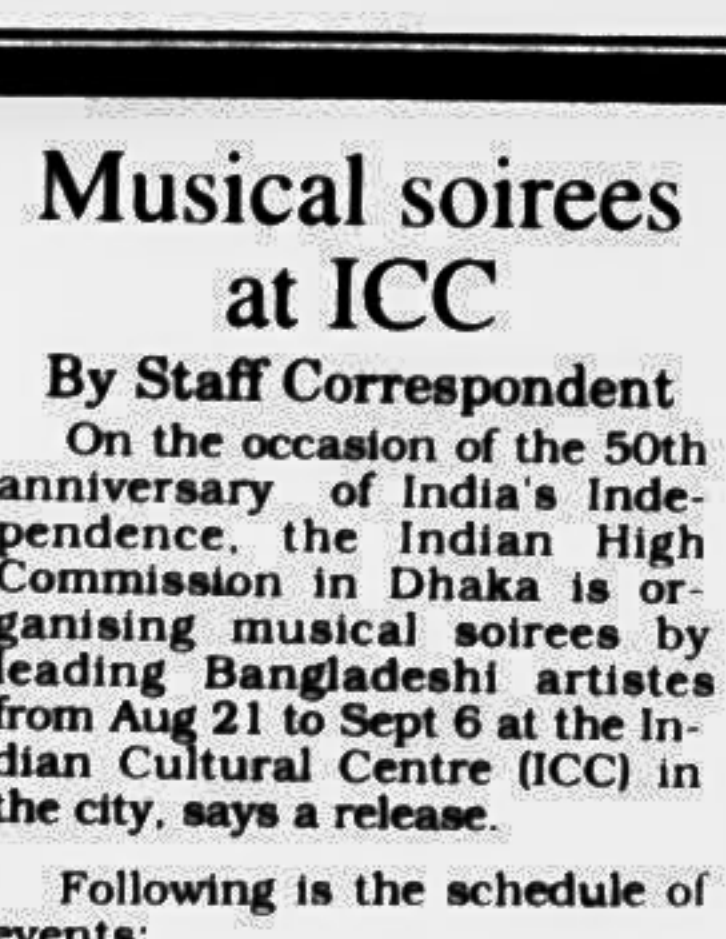 Musical soirees
at ICC
By Staff Correspondent
On the occasion of the 50th
anniversary of India's Inde-
pendence, the Indian High
Commission in Dhaka is or-
ganising musical soirees by
leading Bangladeshi artistes
from Aug 21 to Sept 6 at the In-
dian Cultural Centre (ICC) in
the city, says a release.
Following is the schedule of
events: